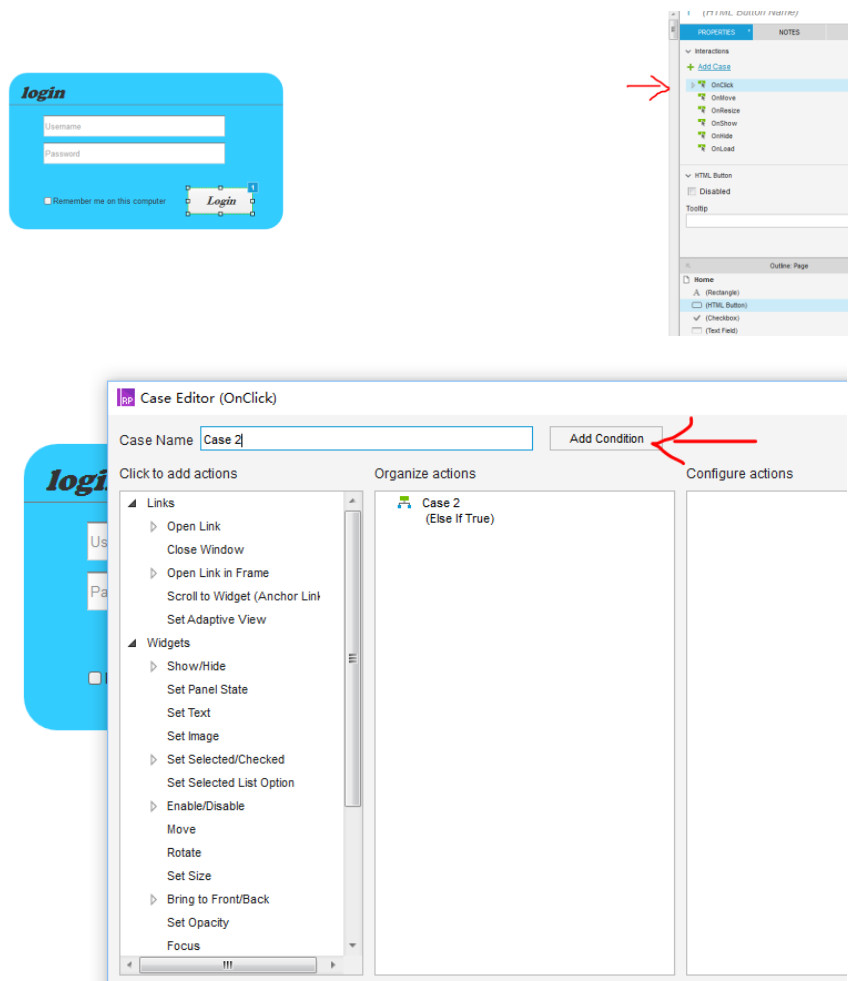 (HTML Button Name)
PROPERTIES
NOTES
Interactions
Add Case
OnClick
OnMove
OnResize
OnShow
OnHide
OnLoad
HTML Button
Disabled
Tooltip
Outline: Page
Home
A (Rectangle)
(HTML Button)
(Checkbox)
(Text Field)
login
Username
Password
Remember me on this computer
Login
1
RP Case Editor (OnClick)
Case Name Case 2 Add Condition
Click to add actions
Organize actions
Configure actions
Links
Open Link
Close Window
Open Link in Frame
Scroll to Widget (Anchor Link
Set Adaptive View
Widgets
Show/Hide
Set Panel State
Set Text
Set Image
Set Selected/Checked
Set Selected List Option
Enable/Disable
Move
Rotate
Set Size
Bring to Front/Back
Set Opacity
Focus
Case 2
(Else If True)
logi
Us
Pa